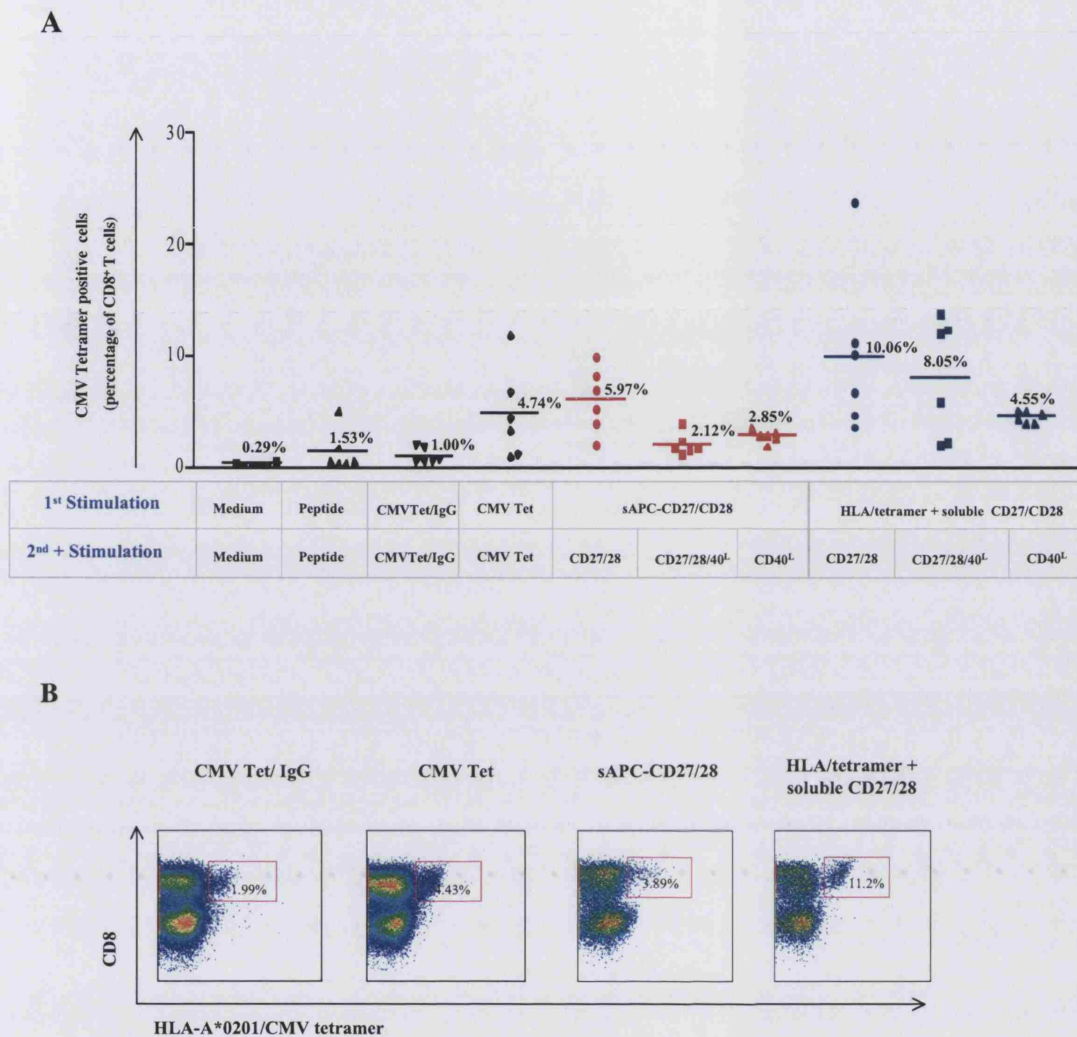 A
CMV Tetramer positive cells
(percentage of CD8⁺ T cells)
30
20
10
0
0.29%
1.53%
1.00%
4.74%
5.97%
2.12%
2.85%
10.06%
8.05%
4.55%
1st Stimulation Medium Peptide CMVTet/IgG CMV Tet sAPC-CD27/CD28 HLA/tetramer + soluble CD27/CD28
2nd + Stimulation Medium Peptide CMVTet/IgG CMV Tet CD27/28 CD27/28/40L CD40L CD27/28 CD27/28/40L CD40L
B
CMV Tet/ IgG
CMV Tet
sAPC-CD27/28
HLA/tetramer +
soluble CD27/28
CD8
1.99%
4.43%
3.89%
11.2%
HLA-A*0201/CMV tetramer